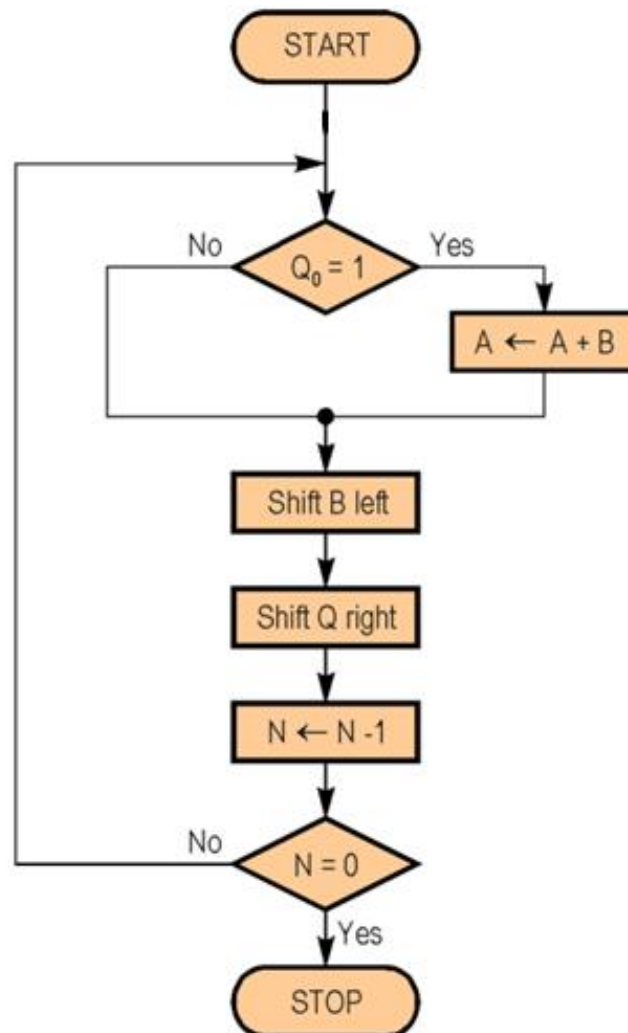 START
No
Yes
Q₀ = 1
A ← A + B
Shift B left
Shift Q right
N ← N -1
No
N = 0
Yes
STOP